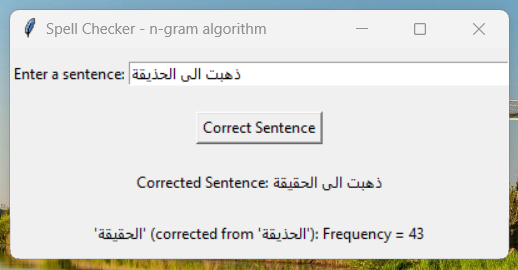 Spell Checker - n-gram algorithm
Enter a sentence: ذهبت الى الحذيقة
Correct Sentence
Corrected Sentence: ذهبت الى الحقيقة
'الحقيقة' (corrected from 'الحذيقة'): Frequency = 43